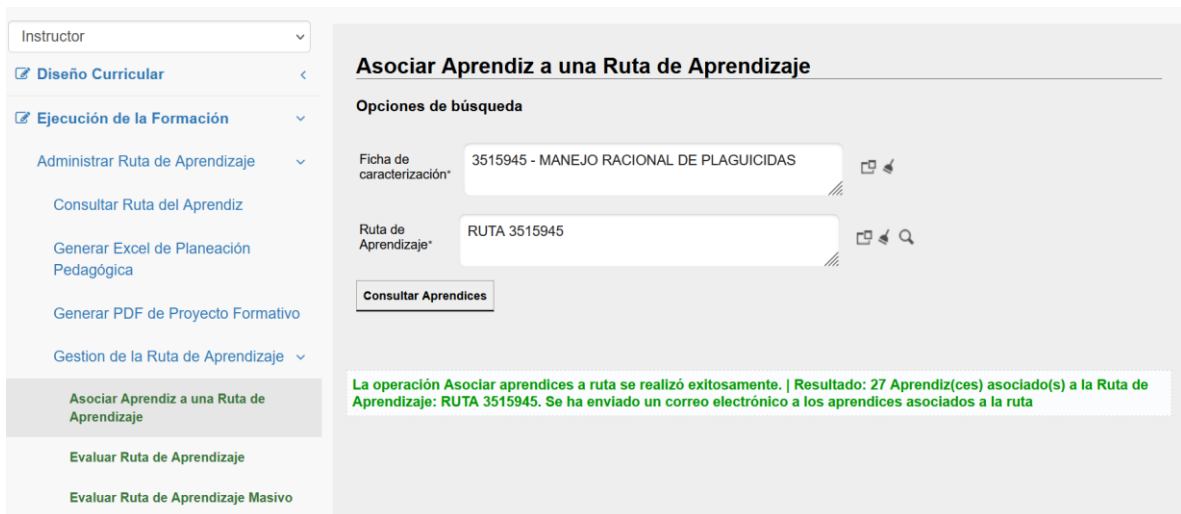 Instructor
Diseño Curricular
Ejecución de la Formación
Administrar Ruta de Aprendizaje
Consultar Ruta del Aprendiz
Generar Excel de Planeación
Pedagógica
Generar PDF de Proyecto Formativo
Gestion de la Ruta de Aprendizaje
Asociar Aprendiz a una Ruta de
Aprendizaje
Evaluar Ruta de Aprendizaje
Evaluar Ruta de Aprendizaje Masivo
Asociar Aprendiz a una Ruta de Aprendizaje
Opciones de búsqueda
Ficha de
caracterización*
3515945 - MANEJO RACIONAL DE PLAGUICIDAS
Ruta de
Aprendizaje*
RUTA 3515945
Consultar Aprendices
La operación Asociar aprendices a ruta se realizó exitosamente. | Resultado: 27 Aprendiz(ces) asociado(s) a la Ruta de
Aprendizaje: RUTA 3515945. Se ha enviado un correo electrónico a los aprendices asociados a la ruta